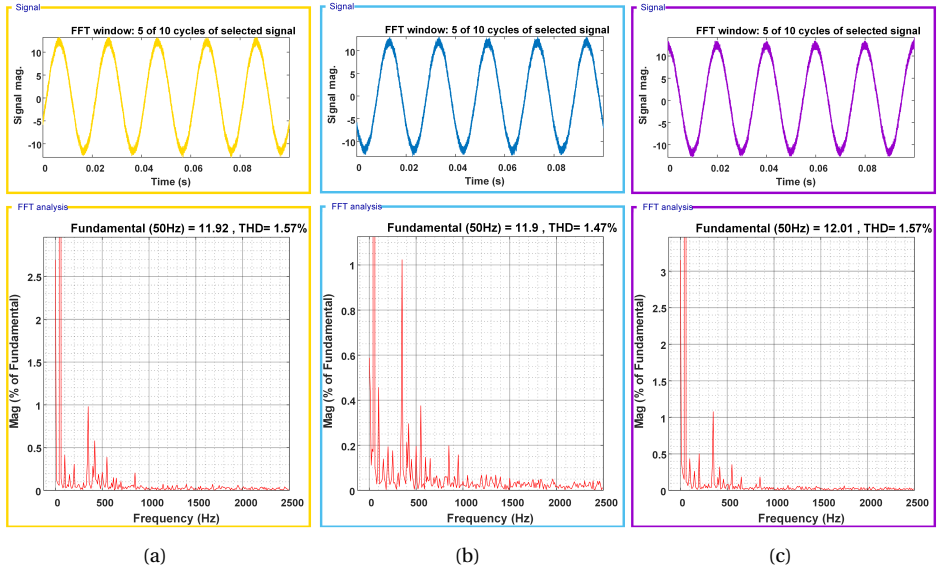 Signal
FFT window: 5 of 10 cycles of selected signal
10
5
0
-5
-10
Signal mag.
0
0.02
0.04
0.06
0.08
Time (s)
Signal
FFT window: 5 of 10 cycles of selected signal
10
5
0
-5
-10
Signal mag.
0
0.02
0.04
0.06
0.08
Time (s)
Signal
FFT window: 5 of 10 cycles of selected signal
10
5
0
-5
-10
Signal mag.
0
0.02
0.04
0.06
0.08
Time (s)
FFT analysis
Fundamental (50Hz) = 11.92 , THD= 1.57%
2.5
2
1.5
1
0.5
0
Mag (% of Fundamental)
0
500
1000
1500
2000
2500
Frequency (Hz)
FFT analysis
Fundamental (50Hz) = 11.9 , THD= 1.47%
1
0.8
0.6
0.4
0.2
0
Mag (% of Fundamental)
0
500
1000
1500
2000
2500
Frequency (Hz)
FFT analysis
Fundamental (50Hz) = 12.01 , THD= 1.57%
3
2.5
2
1.5
1
0.5
0
Mag (% of Fundamental)
0
500
1000
1500
2000
2500
Frequency (Hz)
(a)
(b)
(c)